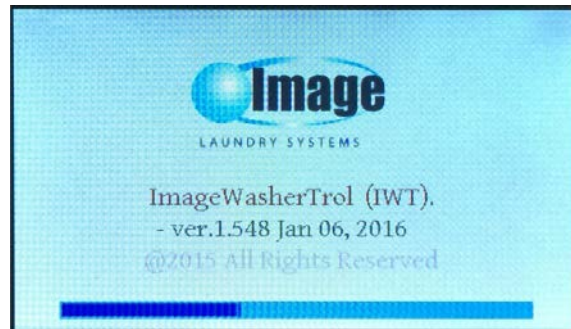 Image
LAUNDRY SYSTEMS
ImageWasherTrol (IWT).
- ver.1.548 Jan 06, 2016
@2015 All Rights Reserved